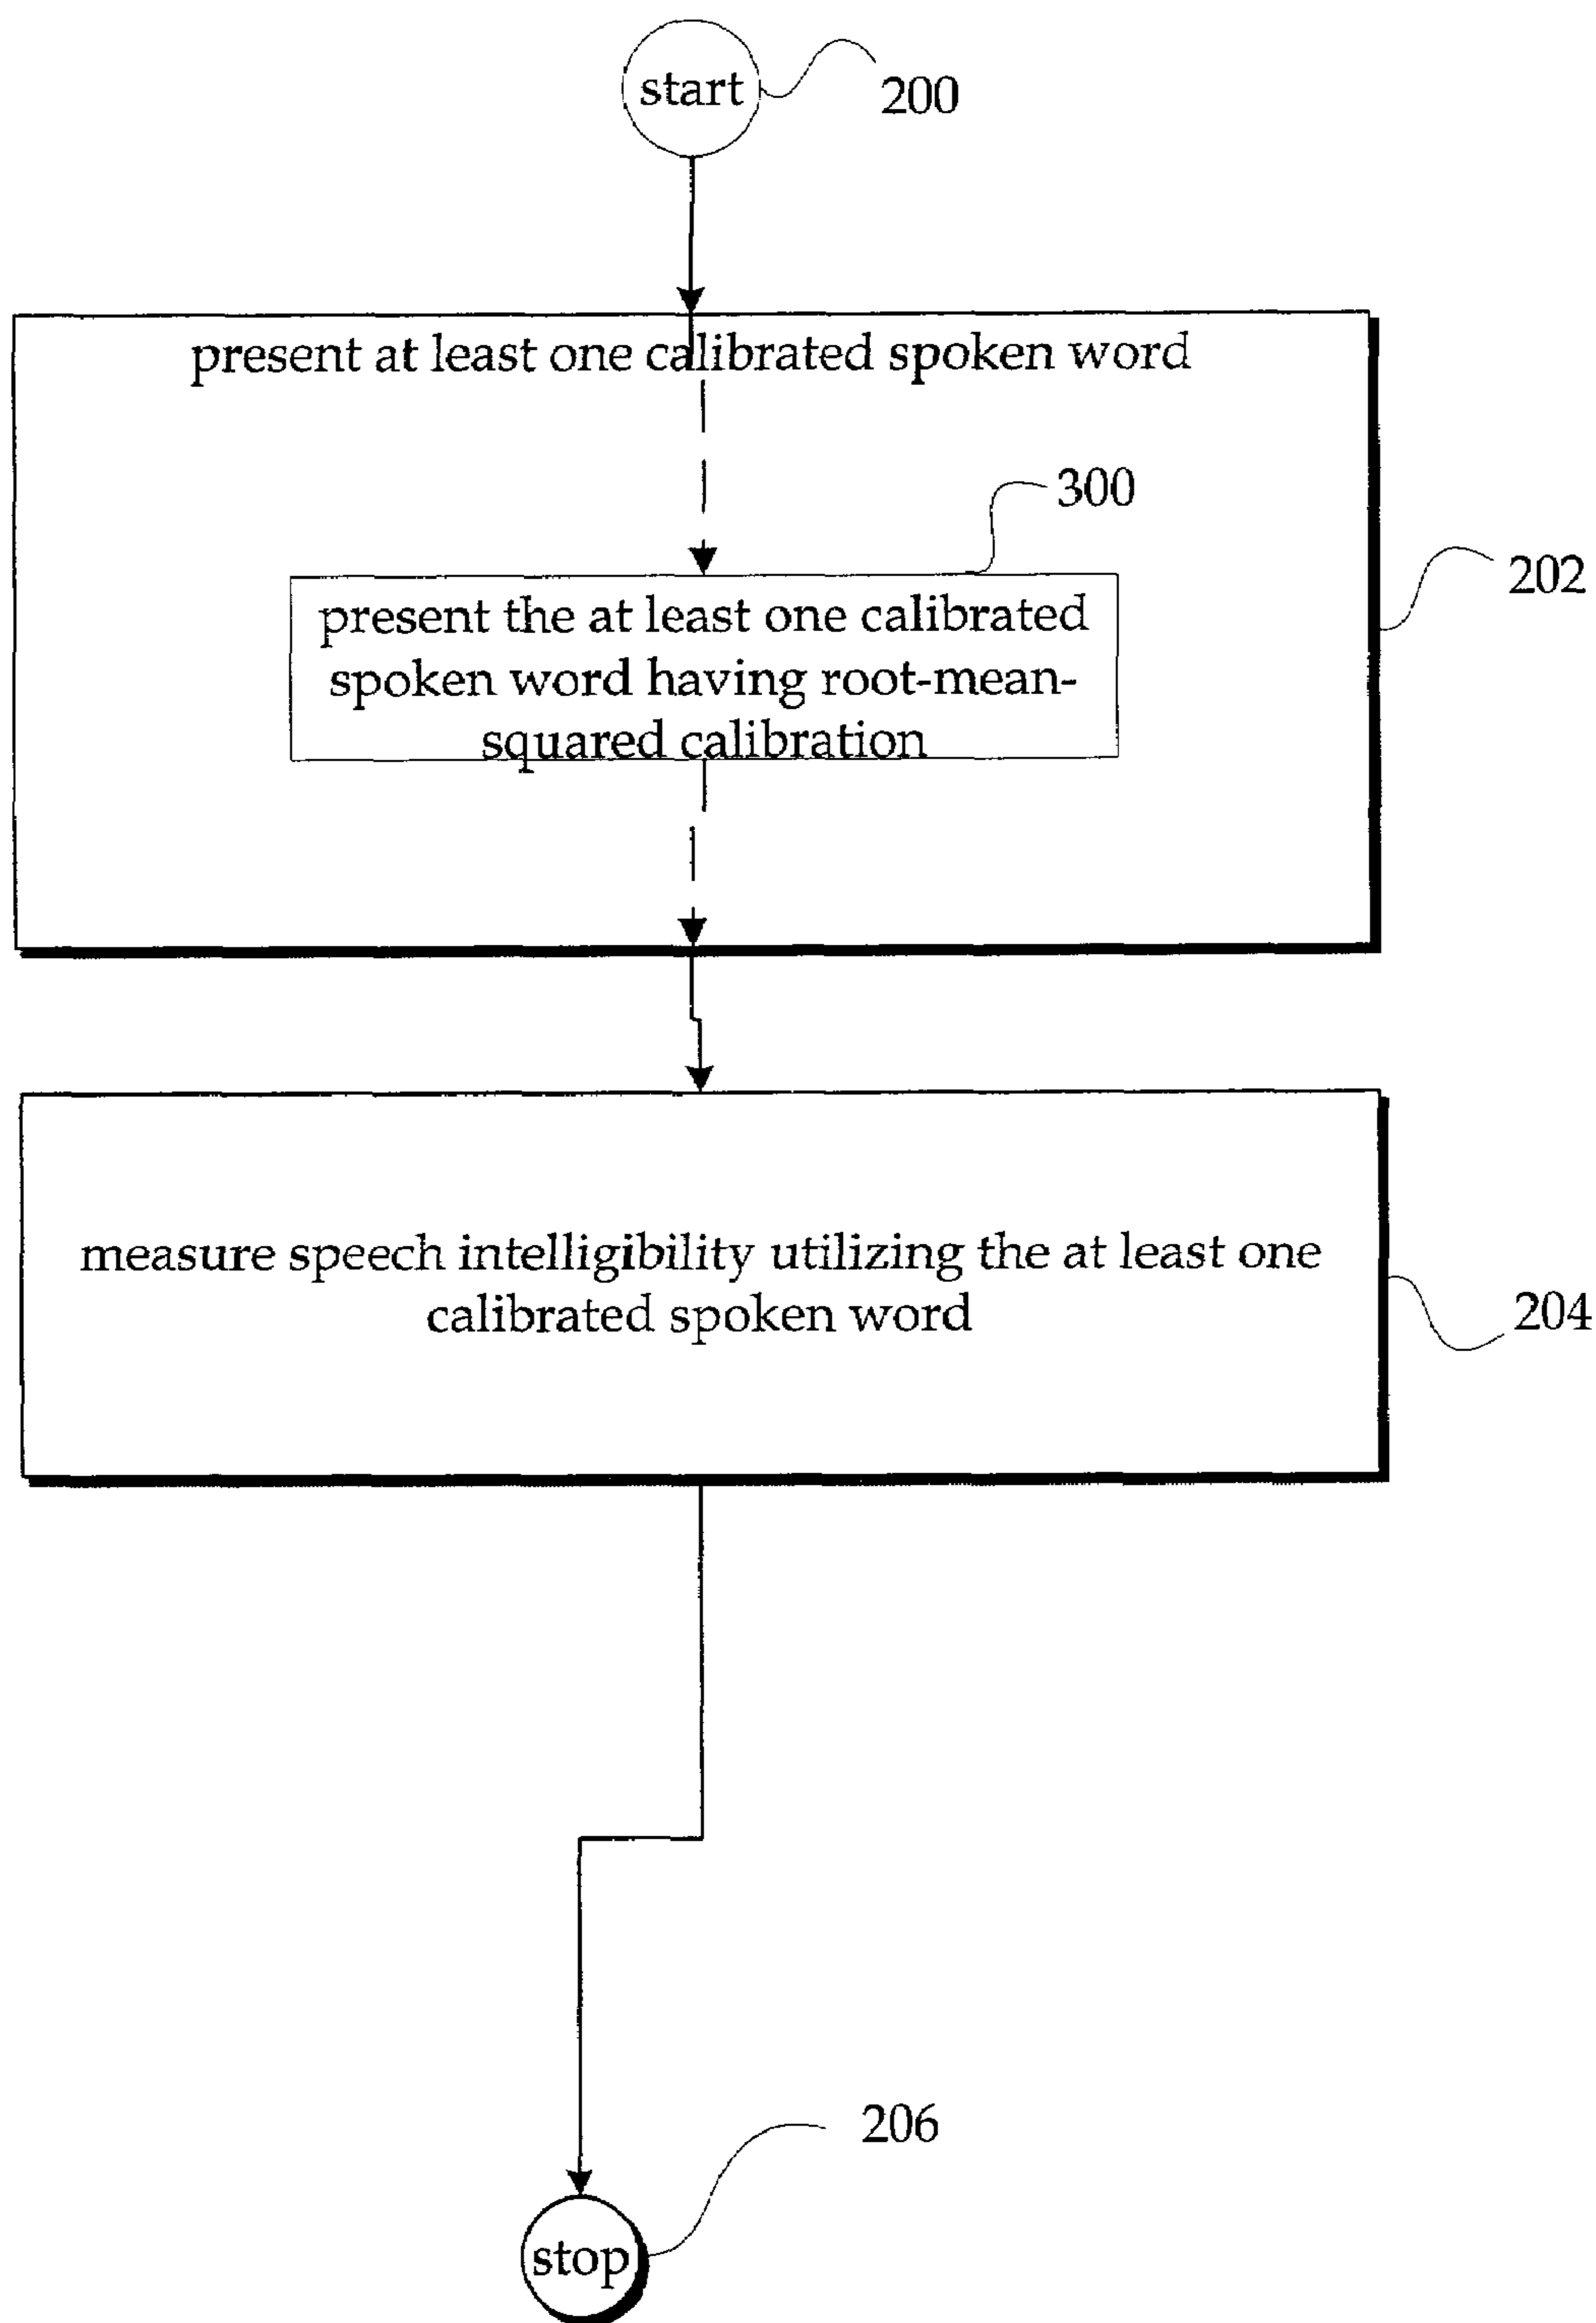 start
200
present at least one calibrated spoken word
300
202
present the at least one calibrated
spoken word having root-mean-
squared calibration
measure speech intelligibility utilizing the at least one
calibrated spoken word
204
206
stop